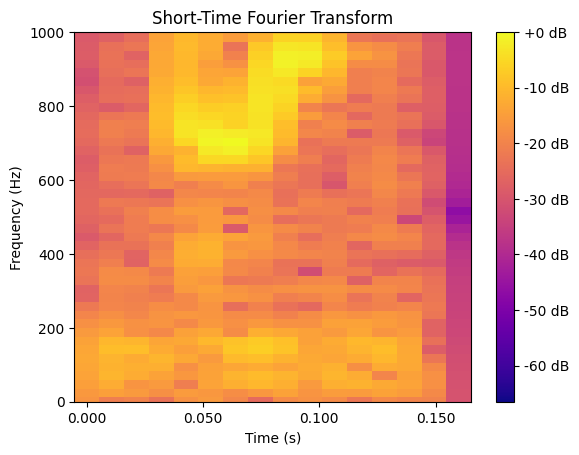 Short-Time Fourier Transform
1000
800
600
400
200
0
Frequency (Hz)
0.000
0.050
0.100
0.150
Time (s)
+0 dB
-10 dB
-20 dB
-30 dB
-40 dB
-50 dB
-60 dB